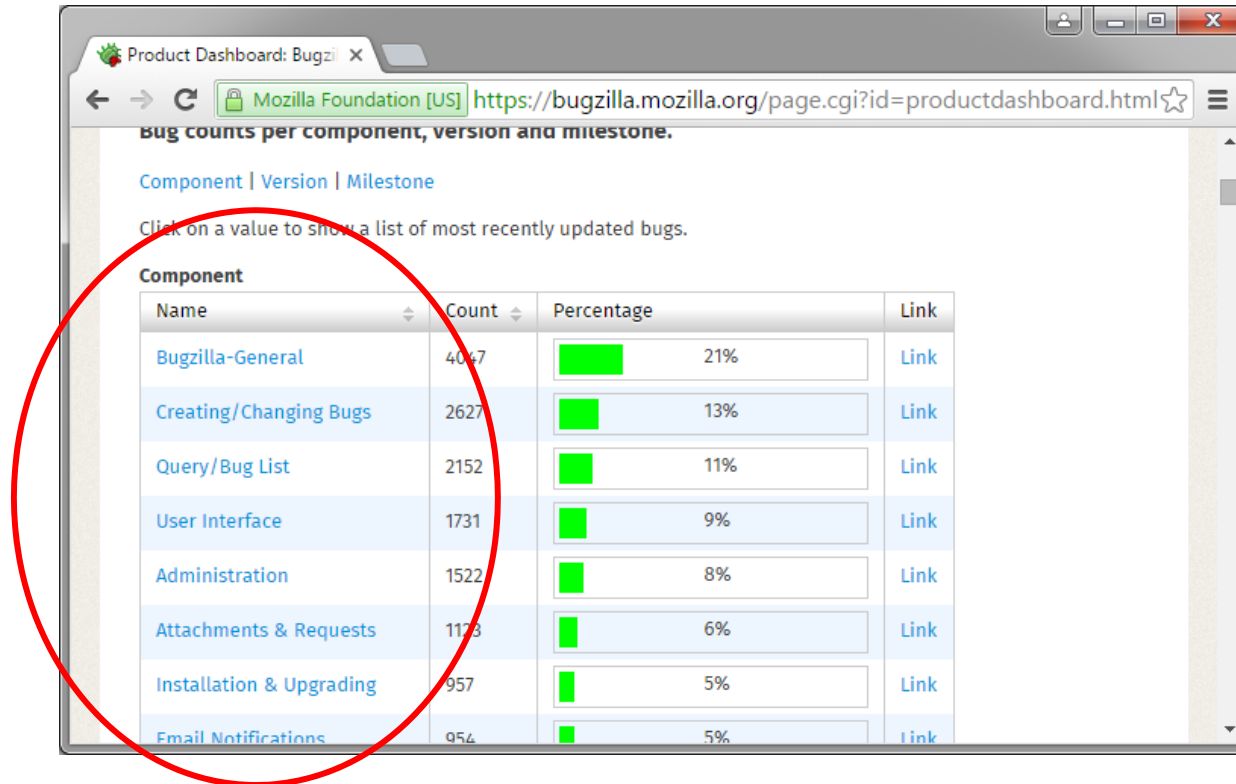 Product Dashboard: Bugzil
Mozilla Foundation [US] https://bugzilla.mozilla.org/page.cgi?id=productdashboard.html
Bug counts per component, version and milestone.
Component | Version | Milestone
Click on a value to show a list of most recently updated bugs.
Component
Name Count Percentage Link
Bugzilla-General 4047 21% Link
Creating/Changing Bugs 2627 13% Link
Query/Bug List 2152 11% Link
User Interface 1731 9% Link
Administration 1522 8% Link
Attachments & Requests 1123 6% Link
Installation & Upgrading 957 5% Link
Email Notifications 954 5% Link